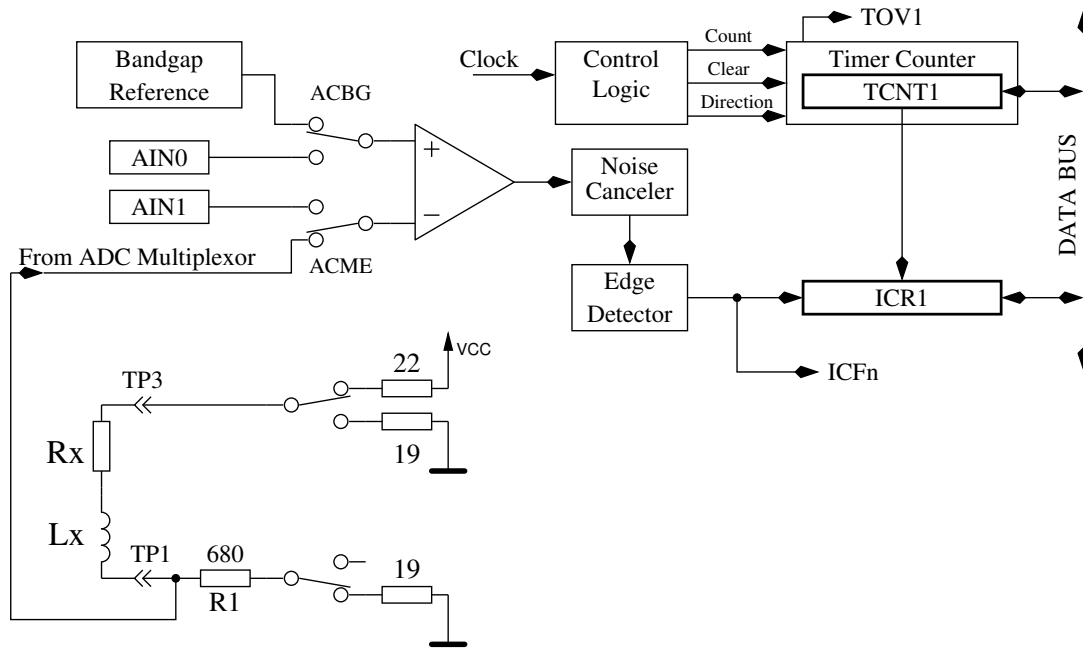 TOV1
Bandgap
Reference
Clock
Control
Logic
Count
Clear
Direction
Timer Counter
TCNT1
ACBG
AIN0
AIN1
+
−
Noise
Canceler
DATA BUS
From ADC Multiplexor
ACME
Edge
Detector
ICR1
ICFn
VCC
22
TP3
19
Rx
Lx
TP1
680
R1
19